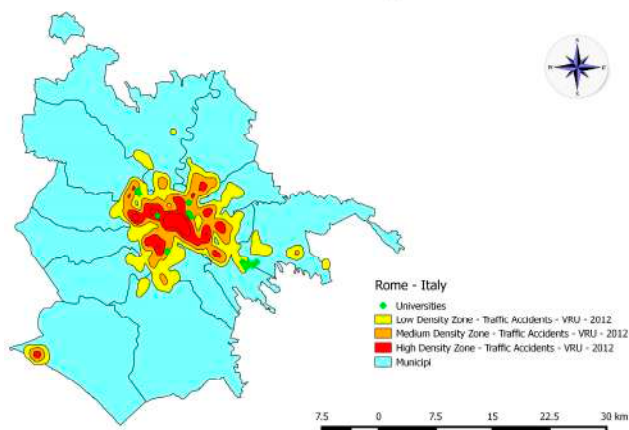 Rome - Italy
Universities
Low Density Zone - Traffic Accidents - VRU - 2012
Medium Density Zone - Traffic Accidents - VRU - 2012
High Density Zone - Traffic Accidents - VRU - 2012
Municipi
7.5 0 7.5 15 22.5 30 km